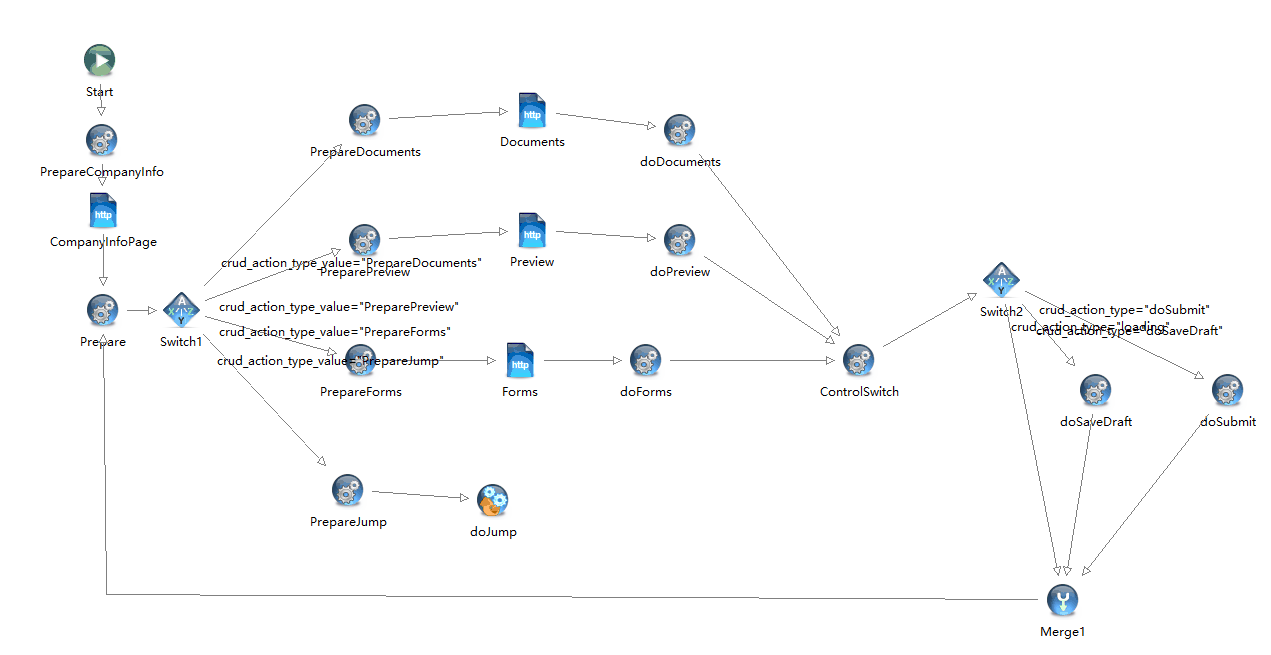 Start
PrepareCompanyInfo
http
CompanyInfoPage
Prepare
Switch1
PrepareDocuments
http
Documents
doDocuments
crud_action_type_value="PrepareDocuments"
PreparePreview
http
Preview
doPreview
crud_action_type_value="PreparePreview"
crud_action_type_value="PrepareForms"
crud_action_type_value="PrepareJump"
PrepareForms
http
Forms
doForms
ControlSwitch
A
X
Z
Y
Switch2
A
X
Z
Y
crud_action_type="doSubmit"
crud_action_type="loading"
crud_action_type="doSaveDraft"
doSaveDraft
doSubmit
PrepareJump
doJump
Merge1